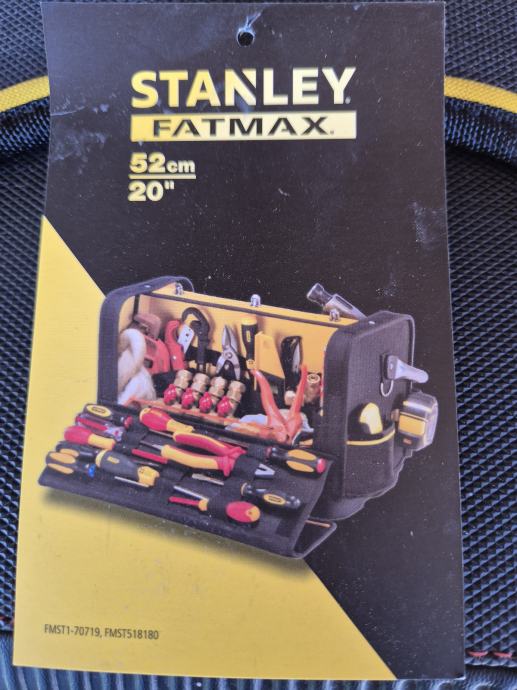 STANLEY®
FATMAX®
52cm
20"
FMST1-70719, FMST518180